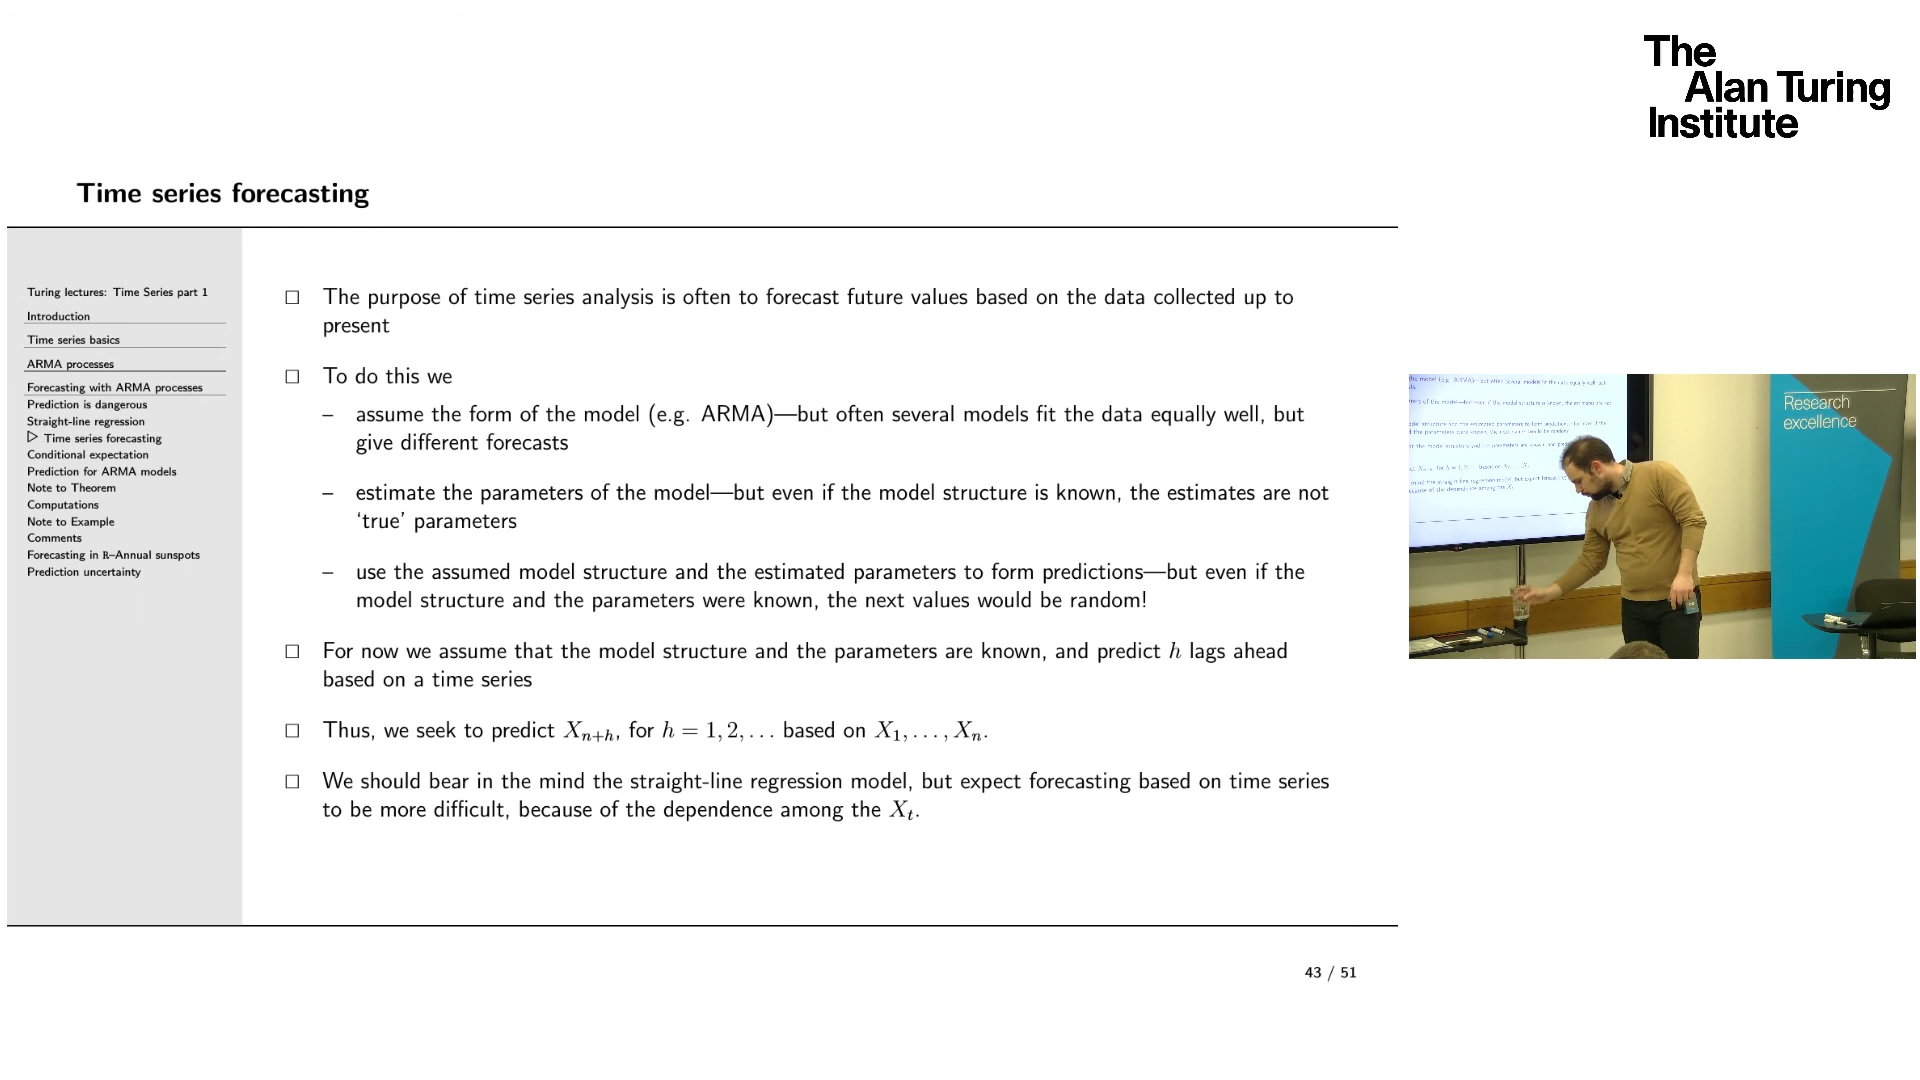 The
Alan Turing
Institute
Time series forecasting
Turing lectures: Time Series part 1
Introduction
Time series basics
ARMA processes
Forecasting with ARMA processes
Prediction is dangerous
Straight-line regression
▷ Time series forecasting
Conditional expectation
Prediction for ARMA models
Note to Theorem
Computations
Note to Example
Comments
Forecasting in R–Annual sunspots
Prediction uncertainty
□ The purpose of time series analysis is often to forecast future values based on the data collected up to
present
□ To do this we
– assume the form of the model (e.g. ARMA)—but often several models fit the data equally well, but
give different forecasts
– estimate the parameters of the model—but even if the model structure is known, the estimates are not
‘true’ parameters
– use the assumed model structure and the estimated parameters to form predictions—but even if the
model structure and the parameters were known, the next values would be random!
□ For now we assume that the model structure and the parameters are known, and predict h lags ahead
based on a time series
□ Thus, we seek to predict X_{n+h}, for h = 1, 2, . . . based on X_1, . . . , X_n.
□ We should bear in the mind the straight-line regression model, but expect forecasting based on time series
to be more difficult, because of the dependence among the X_t.
43 / 51
Research
excellence